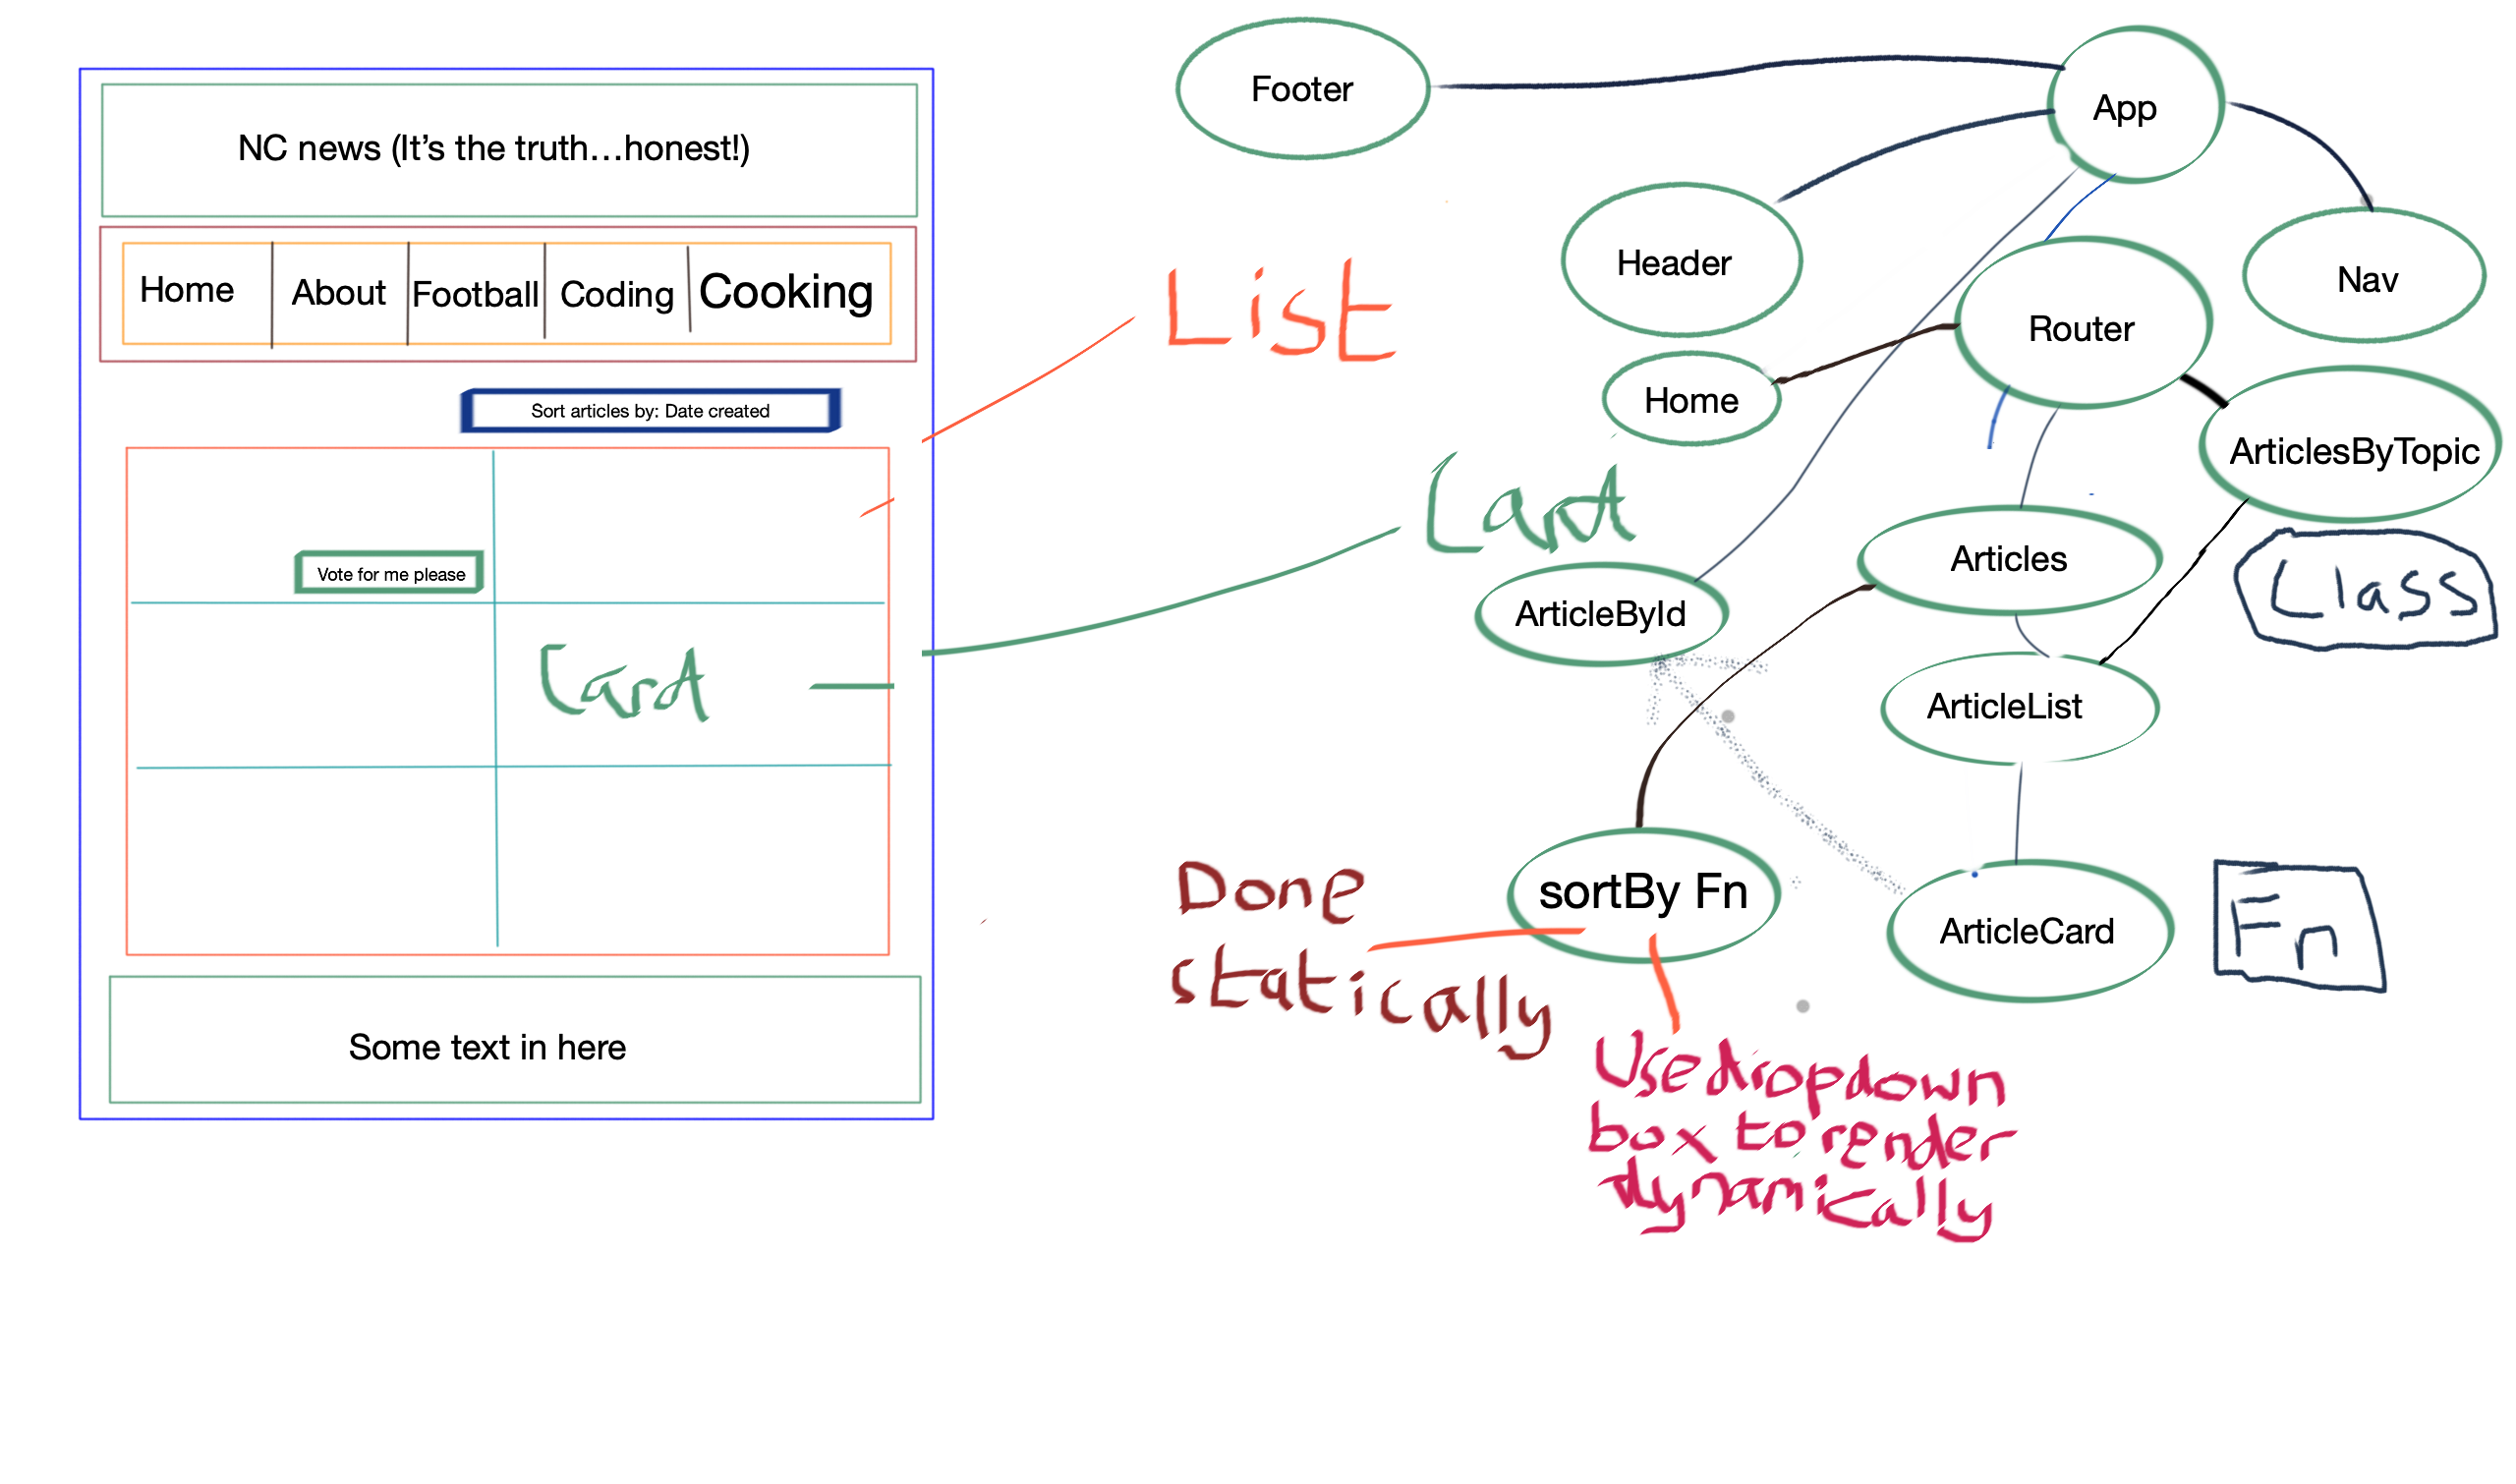 NC news (It's the truth...honest!)
Home
About
Football
Coding
Cooking
Sort articles by: Date created
Vote for me please
Card
Some text in here
List
Card
Footer
App
Header
Nav
Router
Home
ArticlesByTopic
Articles
ArticleById
Class
ArticleList
sortBy Fn
ArticleCard
Fn
Done
statically
Use dropdown
box to render
dynamically